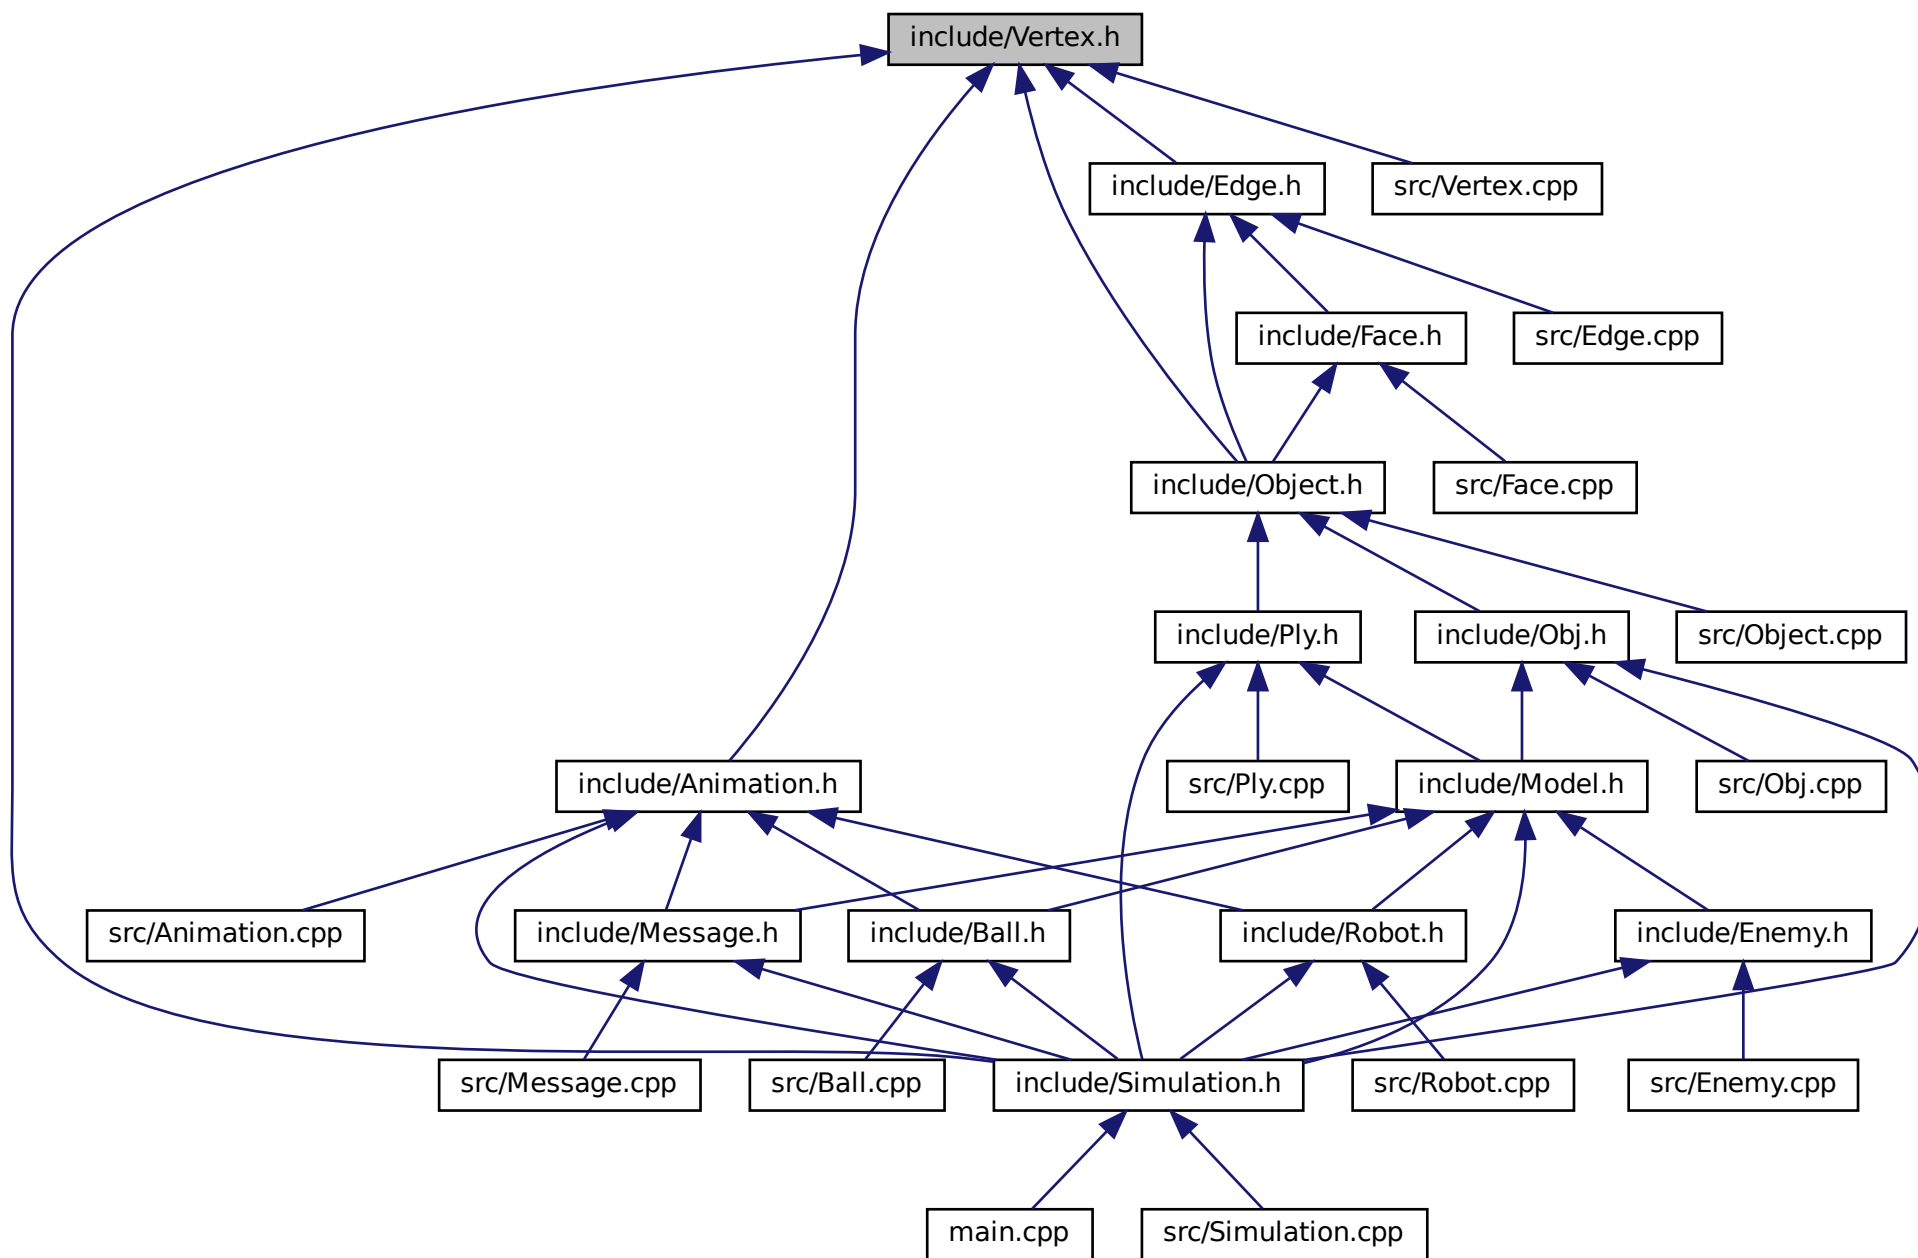 include/Vertex.h
include/Edge.h
src/Vertex.cpp
include/Face.h
src/Edge.cpp
include/Object.h
src/Face.cpp
include/Ply.h
include/Obj.h
src/Object.cpp
include/Animation.h
src/Ply.cpp
include/Model.h
src/Obj.cpp
src/Animation.cpp
include/Message.h
include/Ball.h
include/Robot.h
include/Enemy.h
src/Message.cpp
src/Ball.cpp
include/Simulation.h
src/Robot.cpp
src/Enemy.cpp
main.cpp
src/Simulation.cpp